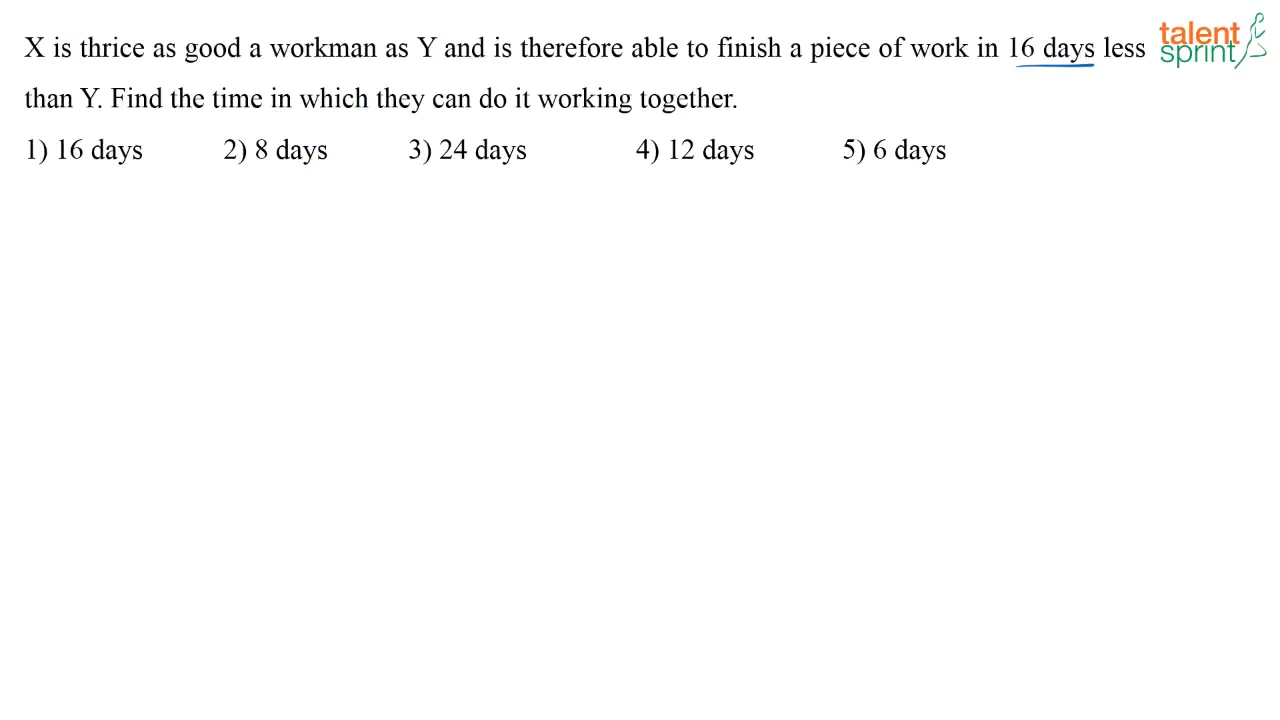 X is thrice as good a workman as Y and is therefore able to finish a piece of work in 16 days less
than Y. Find the time in which they can do it working together.
1) 16 days 2) 8 days 3) 24 days 4) 12 days 5) 6 days
talent
sprint